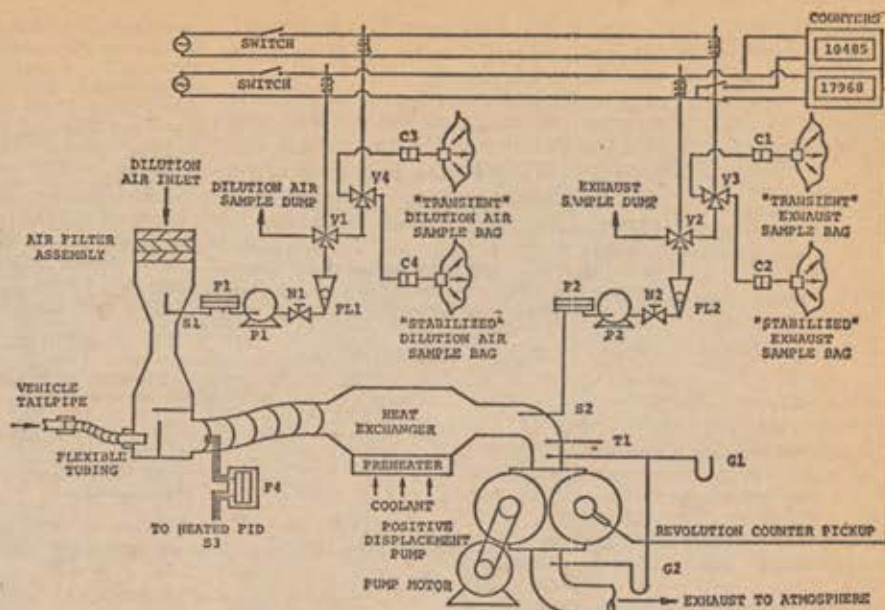 COUNTERS
SWITCH
10485
SWITCH
17968
DILUTION
AIR INLET
AIR FILTER
ASSEMBLY
DILUTION AIR
SAMPLE DUMP
V1
V4
C3
"TRANSIENT"
DILUTION AIR
SAMPLE BAG
C4
"STABILIZED"
DILUTION AIR
SAMPLE BAG
EXHAUST
SAMPLE DUMP
V2
V3
C1
"TRANSIENT"
EXHAUST
SAMPLE BAG
C2
"STABILIZED"
EXHAUST
SAMPLE BAG
F1
N1
FL1
S1
P1
F2
N2
FL2
P2
VEHICLE
TAILPIPE
FLEXIBLE
TUBING
F4
TO HEATED FID
S3
HEAT
EXCHANGER
PREHEATER
COOLANT
POSITIVE
DISPLACEMENT
PUMP
PUMP MOTOR
S2
T1
G1
REVOLUTION COUNTER PICKUP
G2
EXHAUST TO ATMOSPHERE